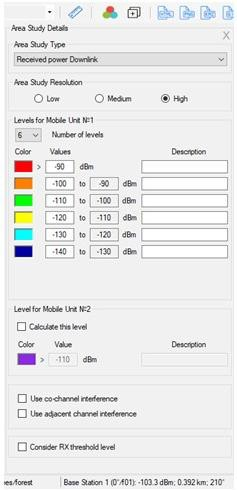 Area Study Details
X
Area Study Type
Received power Downlink
Area Study Resolution
Low Medium High
Levels for Mobile Unit №1
6 Number of levels
Color Values Description
> -90 dBm
-100 to -90 dBm
-110 to -100 dBm
-120 to -110 dBm
-130 to -120 dBm
-140 to -130 dBm
Level for Mobile Unit №2
Calculate this level
Color Value Description
> -110 dBm
Use co-channel interference
Use adjacent channel interference
Consider RX threshold level
es/forest Base Station 1 (0°/f01): -103.3 dBm; 0.392 km; 210°